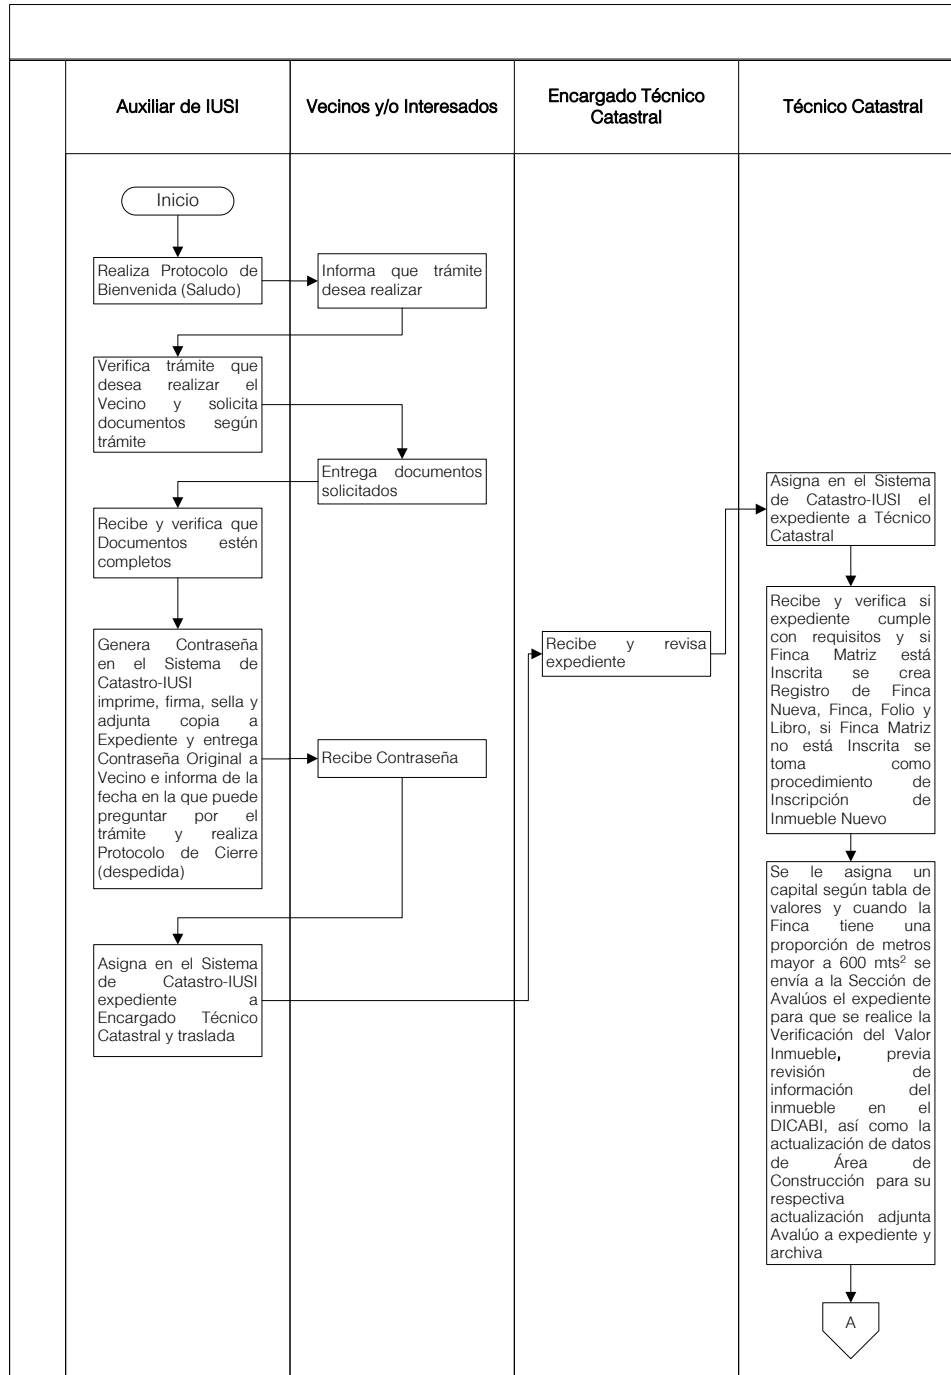 Auxiliar de IUSI
Vecinos y/o Interesados
Encargado Técnico
Catastral
Técnico Catastral
Inicio
Realiza Protocolo de
Bienvenida (Saludo)
Informa que trámite
desea realizar
Verifica trámite que
desea realizar el
Vecino y solicita
documentos según
trámite
Entrega documentos
solicitados
Recibe y verifica que
Documentos estén
completos
Genera Contraseña
en el Sistema de
Catastro-IUSI
imprime, firma, sella y
adjunta copia a
Expediente y entrega
Contraseña Original a
Vecino e informa de la
fecha en la que puede
preguntar por el
trámite y realiza
Protocolo de Cierre
(despedida)
Recibe Contraseña
Asigna en el Sistema
de Catastro-IUSI
expediente a
Encargado Técnico
Catastral y traslada
Recibe y revisa
expediente
Asigna en el Sistema
de Catastro-IUSI el
expediente a Técnico
Catastral
Recibe y verifica si
expediente cumple
con requisitos y si
Finca Matriz está
Inscrita se crea
Registro de Finca
Nueva, Finca, Folio y
Libro, si Finca Matriz
no está Inscrita se
toma como
procedimiento de
Inscripción de
Inmueble Nuevo
Se le asigna un
capital según tabla de
valores y cuando la
Finca tiene una
proporción de metros
mayor a 600 mts² se
envía a la Sección de
Avalúos el expediente
para que se realice la
Verificación del Valor
Inmueble, previa
revisión de
información del
inmueble en el
DICABI, así como la
actualización de datos
de Área de
Construcción para su
respectiva
actualización adjunta
Avalúo a expediente y
archiva
A